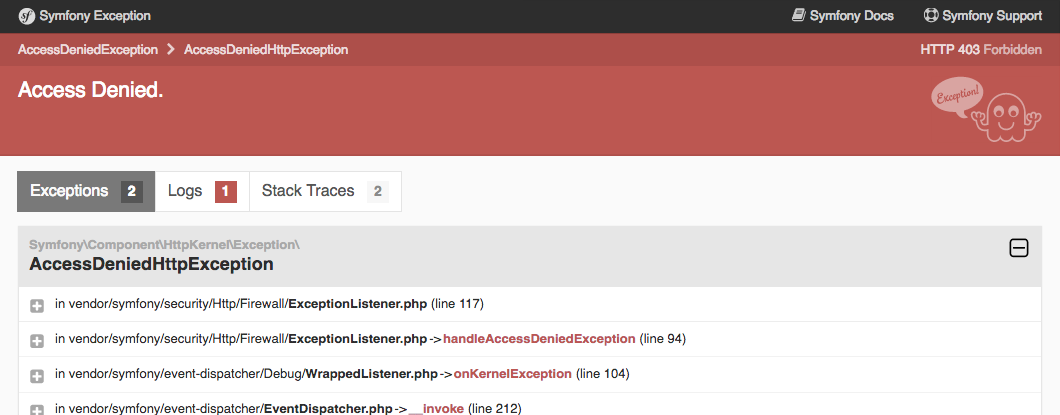 sf Symfony Exception Symfony Docs Symfony Support
AccessDeniedException > AccessDeniedHttpException HTTP 403 Forbidden
Access Denied.
Exception!
Exceptions 2 Logs 1 Stack Traces 2
Symfony\Component\HttpKernel\Exception\
AccessDeniedHttpException
in vendor/symfony/security/Http/Firewall/ExceptionListener.php (line 117)
in vendor/symfony/security/Http/Firewall/ExceptionListener.php->handleAccessDeniedException (line 94)
in vendor/symfony/event-dispatcher/Debug/WrappedListener.php->onKernelException (line 104)
in vendor/symfony/event-dispatcher/EventDispatcher.php->__invoke (line 212)